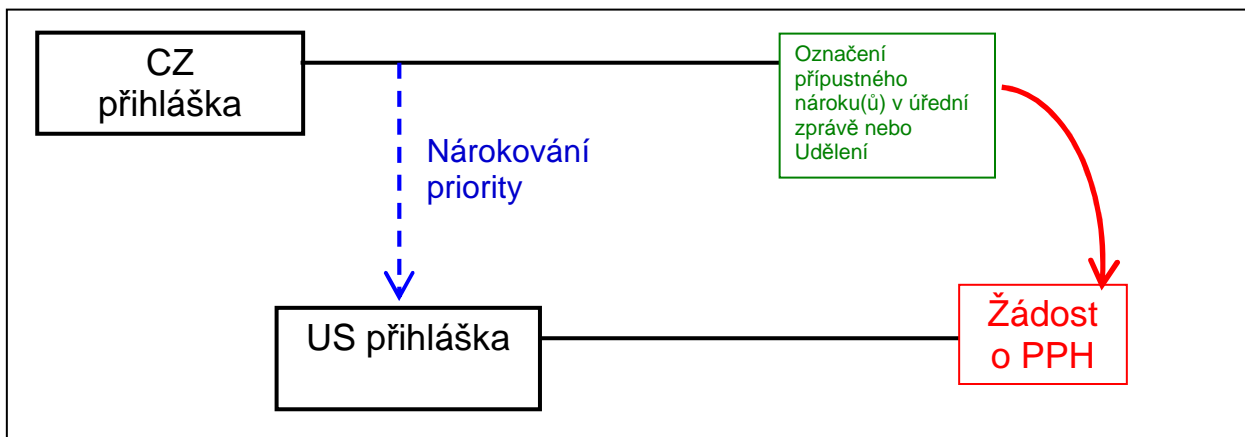 CZ
přihláška
Označení
přípustného
nároku(ů) v úřední
zprávě nebo
Udělení
Nárokování
priority
US přihláška
Žádost
o PPH